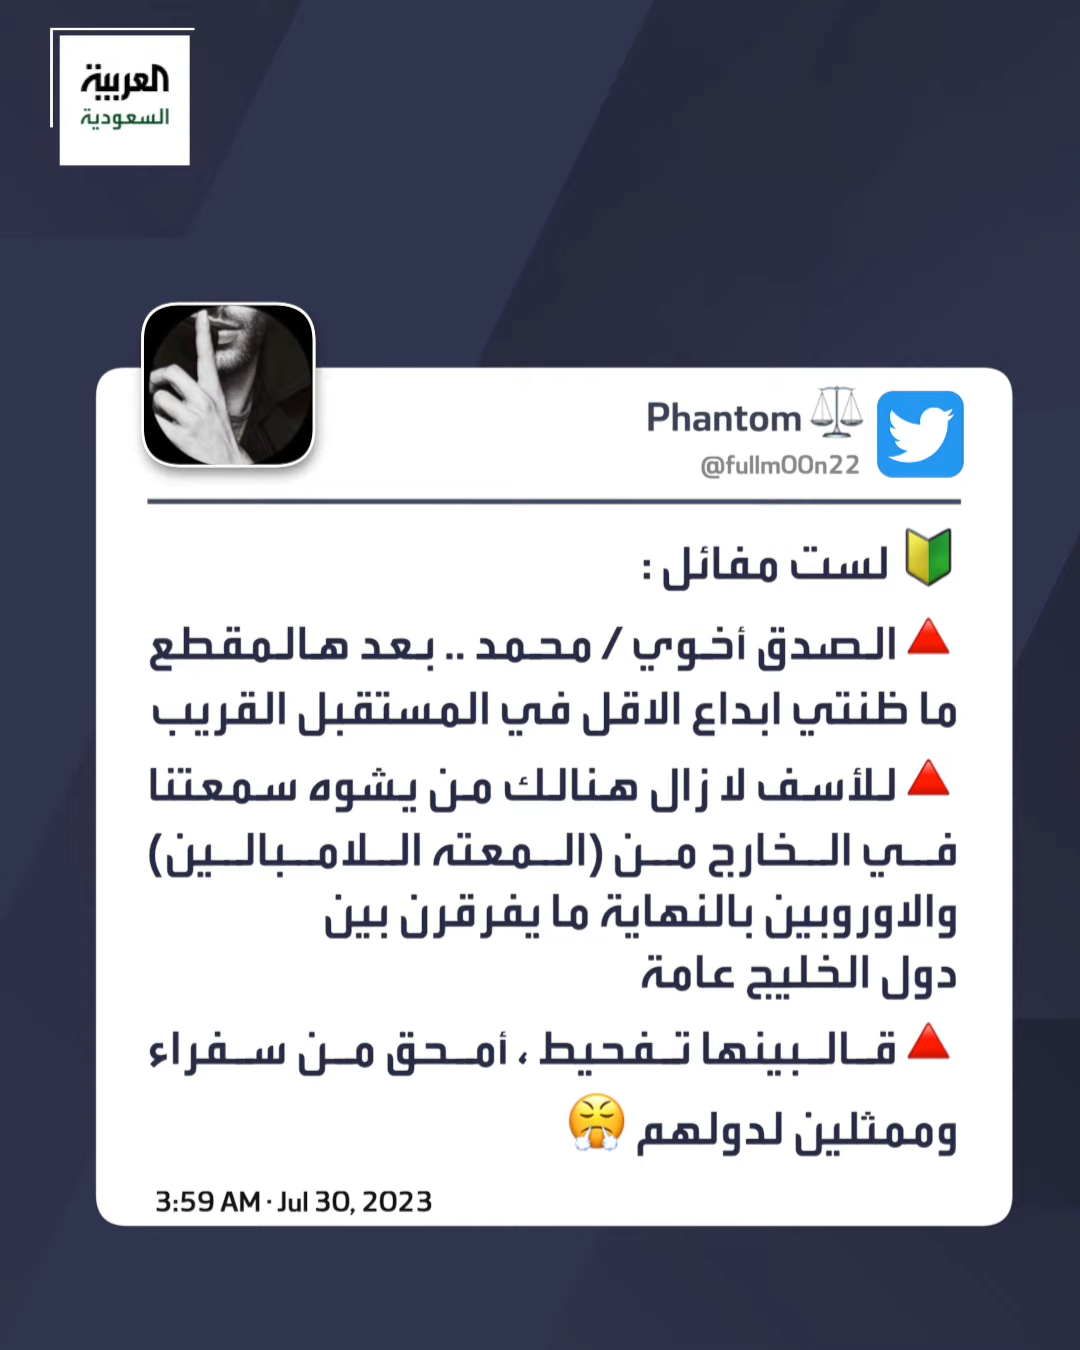 العربية
السعودية
Phantom
@fullm00n22
لست مفائل :
الصدق أخوي / محمد .. بعد هالمقطع
ما ظنتي ابداع الاقل في المستقبل القريب
للأسف لا زال هنالك من يشوه سمعتنا
في الخارج من (المعته اللامبالين)
والاوروبين بالنهاية ما يفرقرن بين
دول الخليج عامة
قالبينها تفحيط ، أمحق من سفراء
وممثلين لدولهم
3:59 AM · Jul 30, 2023